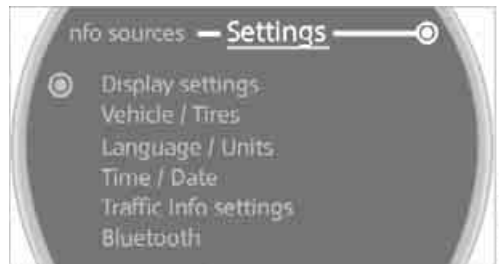 nfo sources Settings
Display settings
Vehicle / Tires
Language / Units
Time / Date
Traffic Info settings
Bluetooth